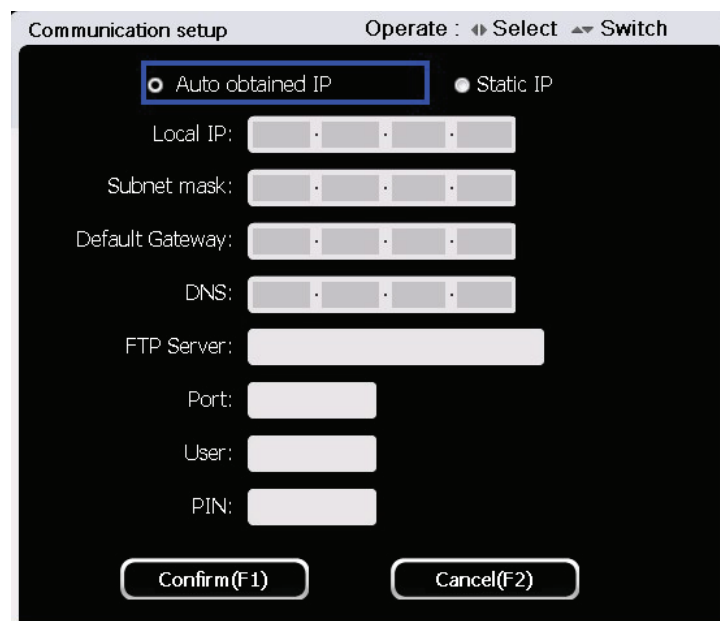 Communication setup Operate : Select Switch
Auto obtained IP Static IP
Local IP:
Subnet mask:
Default Gateway:
DNS:
FTP Server:
Port:
User:
PIN:
Confirm(F1) Cancel(F2)